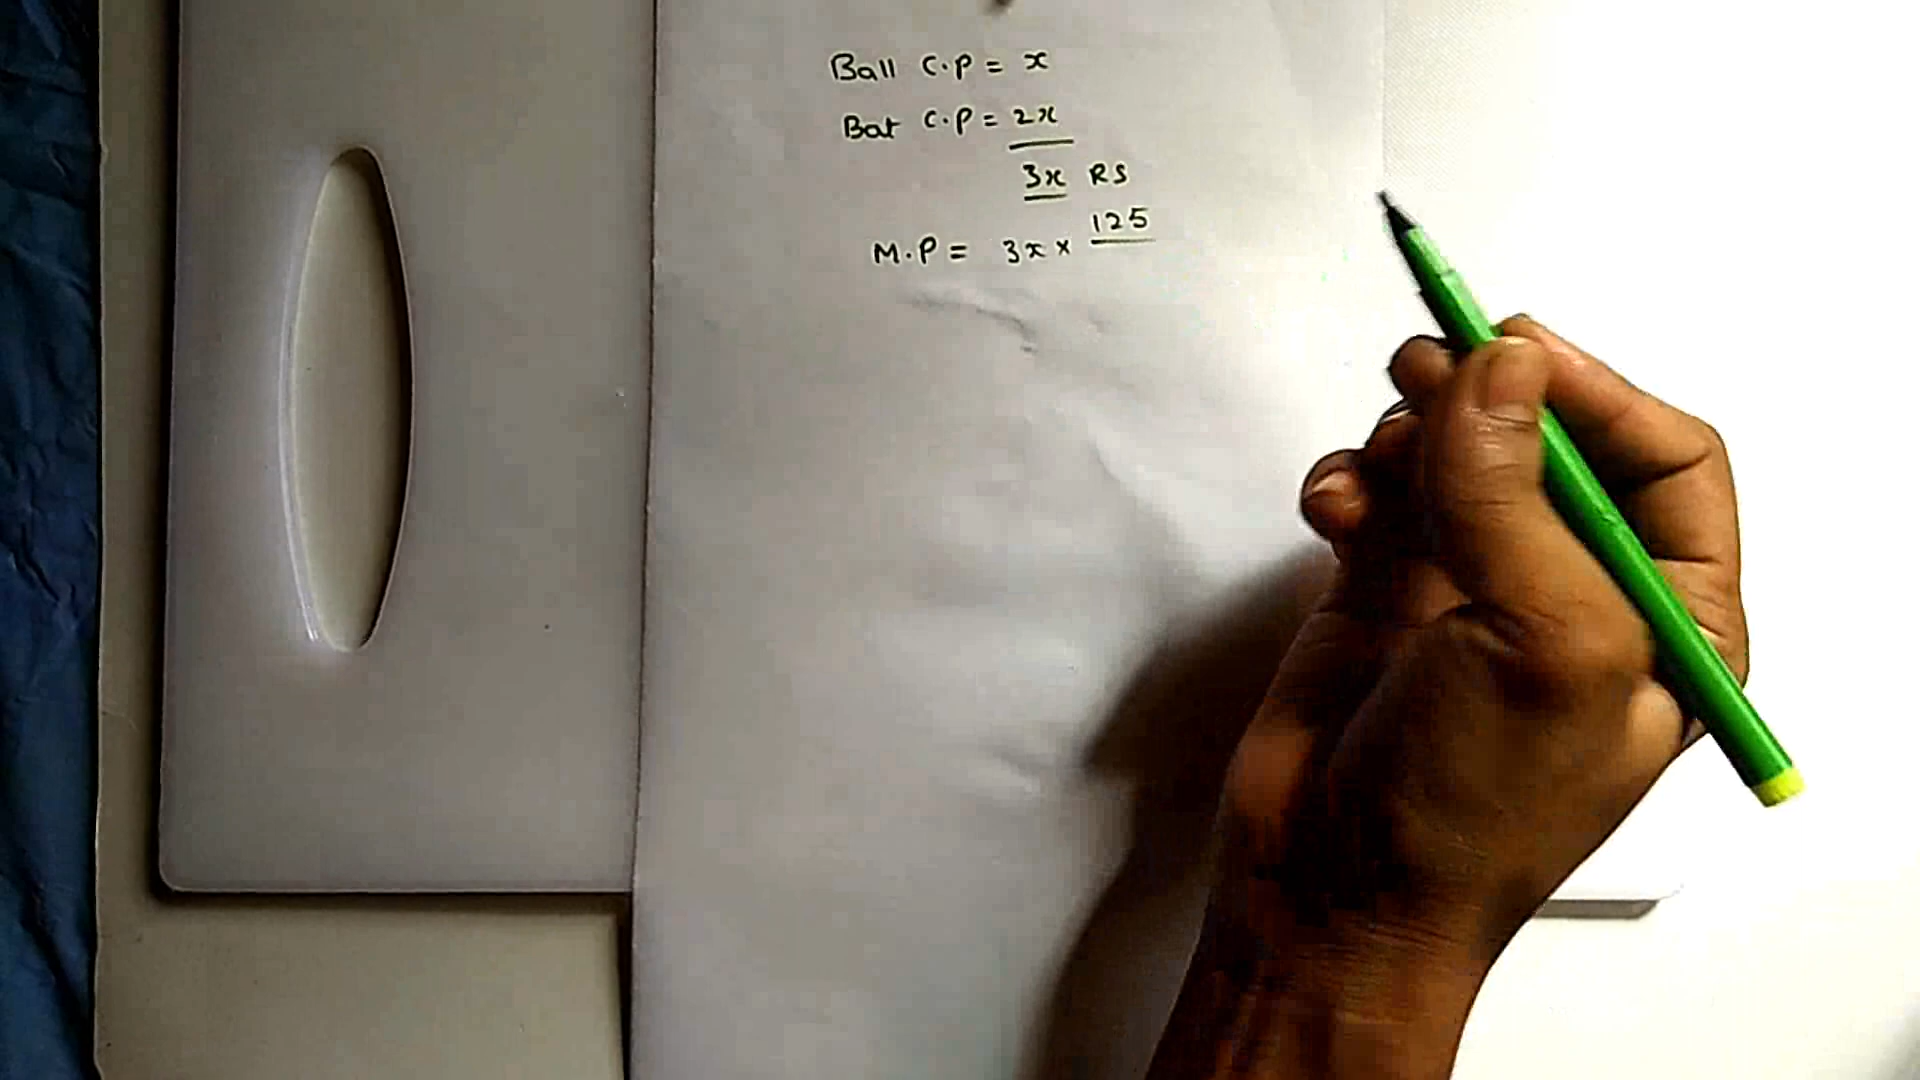 Ball C.P = x
Bat C.P = 2x
3x RS
M.P = 3x × 125